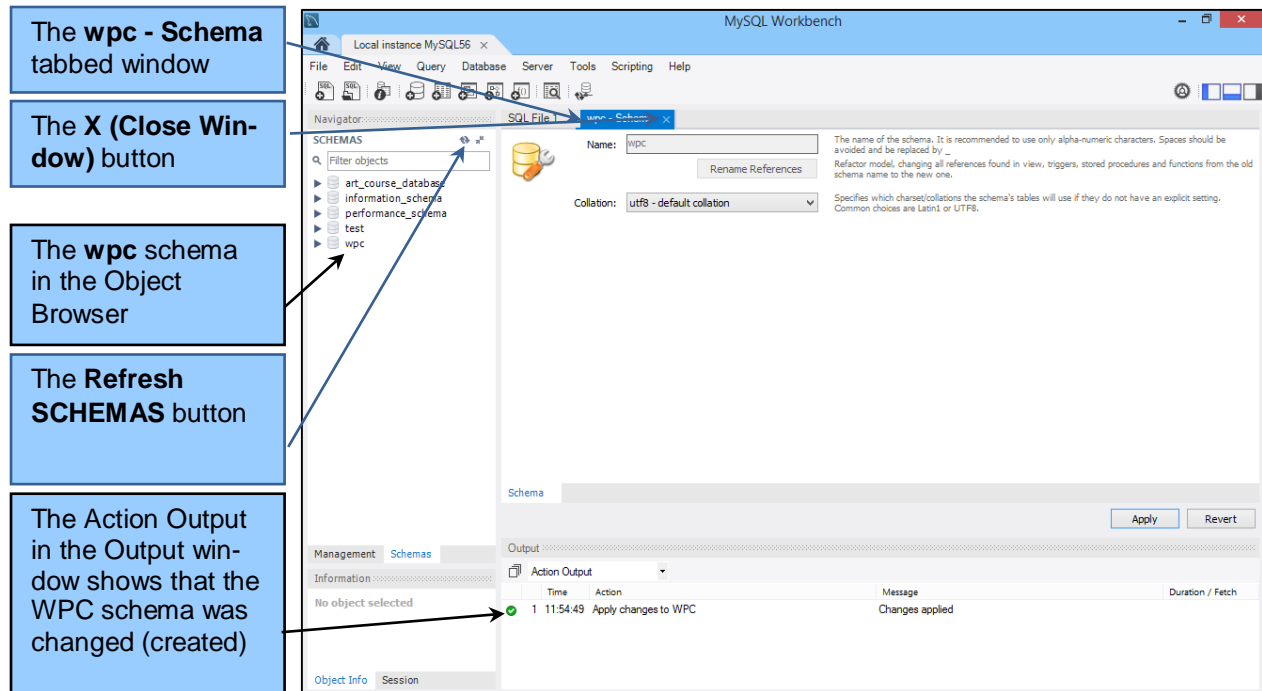 The wpc - Schema
tabbed window
The X (Close Win-
dow) button
The wpc schema
in the Object
Browser
The Refresh
SCHEMAS button
The Action Output
in the Output win-
dow shows that the
WPC schema was
changed (created)
MySQL Workbench
Local instance MySQL56
File Edit View Query Database Server Tools Scripting Help
Navigator
SCHEMAS
Filter objects
art_course_database
information_schema
performance_schema
test
wpc
Management Schemas
Information
No object selected
Object Info Session
SQL File 1 wpc - Schema
Name: wpc
The name of the schema. It is recommended to use only alpha-numeric characters. Spaces should be
avoided and be replaced by _
Rename References
Refactor model, changing all references found in view, triggers, stored procedures and functions from the old
schema name to the new one.
Collation: utf8 - default collation
Specifies which charset/collations the schema's tables will use if they do not have an explicit setting.
Common choices are Latin1 or UTF8.
Schema
Apply Revert
Output
Action Output
Time Action Message Duration / Fetch
1 11:54:49 Apply changes to WPC Changes applied